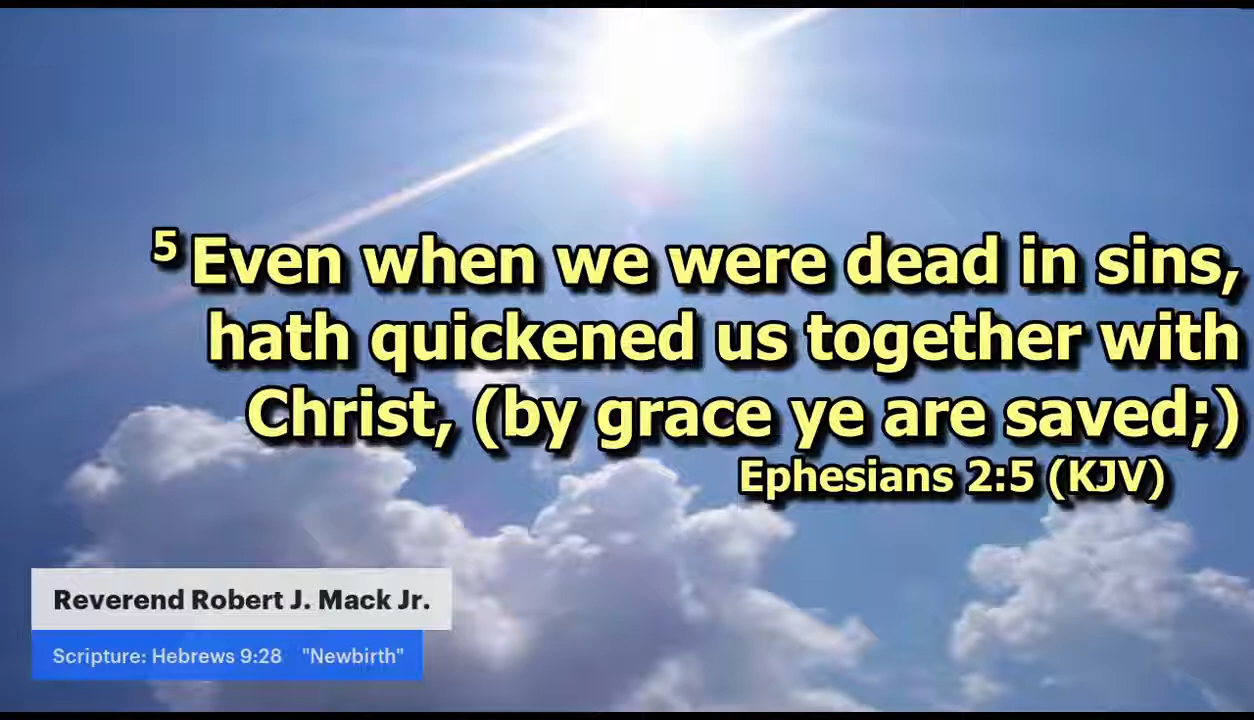 5 Even when we were dead in sins,
hath quickened us together with
Christ, (by grace ye are saved;)
Ephesians 2:5 (KJV)
Reverend Robert J. Mack Jr.
Scripture: Hebrews 9:28 "Newbirth"